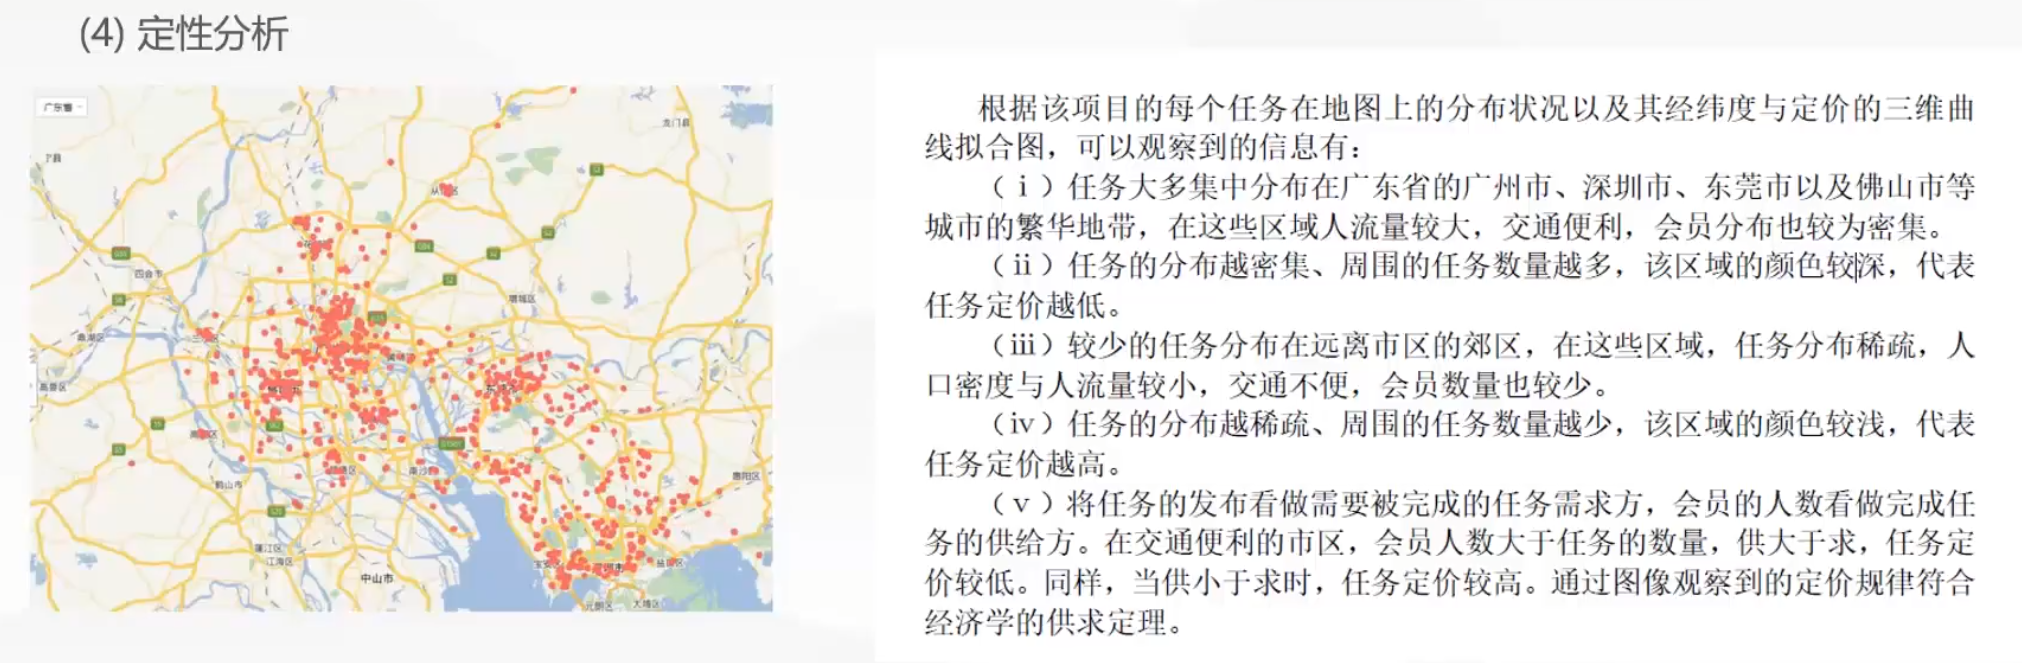 (4) 定性分析
广东省
龙门县
从化区
四会市
增城区
三水区
高要区
鹤山市
南沙区
惠阳区
蓬江区
江海区
中山市
宝安区
盐田区
元朗区
大埔区
根据该项目的每个任务在地图上的分布状况以及其经纬度与定价的三维曲
线拟合图，可以观察到的信息有：
（ⅰ）任务大多集中分布在广东省的广州市、深圳市、东莞市以及佛山市等
城市的繁华地带，在这些区域人流量较大，交通便利，会员分布也较为密集。
（ⅱ）任务的分布越密集、周围的任务数量越多，该区域的颜色较深，代表
任务定价越低。
（ⅲ）较少的任务分布在远离市区的郊区，在这些区域，任务分布稀疏，人
口密度与人流量较小，交通不便，会员数量也较少。
（ⅳ）任务的分布越稀疏、周围的任务数量越少，该区域的颜色较浅，代表
任务定价越高。
（ⅴ）将任务的发布看做需要被完成的任务需求方，会员的人数看做完成任
务的供给方。在交通便利的市区，会员人数大于任务的数量，供大于求，任务定
价较低。同样，当供小于求时，任务定价较高。通过图像观察到的定价规律符合
经济学的供求定理。